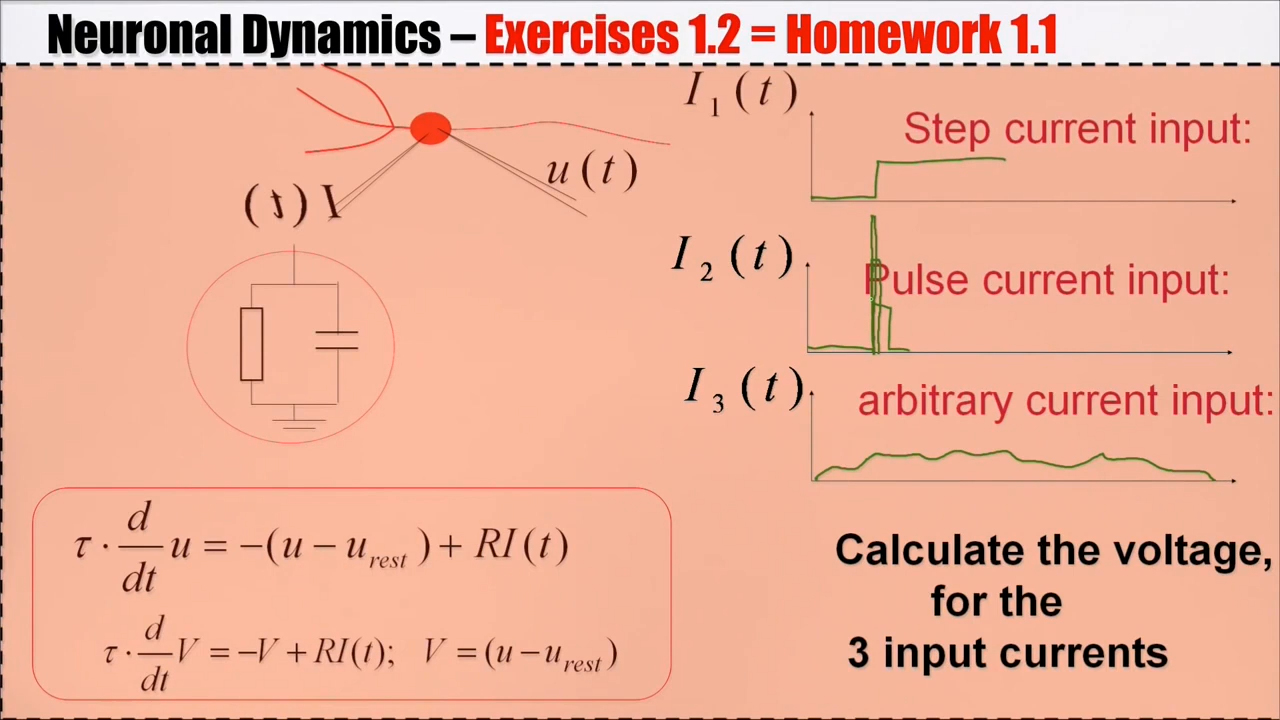 Neuronal Dynamics – Exercises 1.2 = Homework 1.1
I₁(t)
Step current input:
u(t)
(t) I
I₂(t)
Pulse current input:
I₃(t)
arbitrary current input:
τ · d/dt u = −(u − u_rest) + RI(t)
τ · d/dt V = −V + RI(t); V = (u − u_rest)
Calculate the voltage,
for the
3 input currents